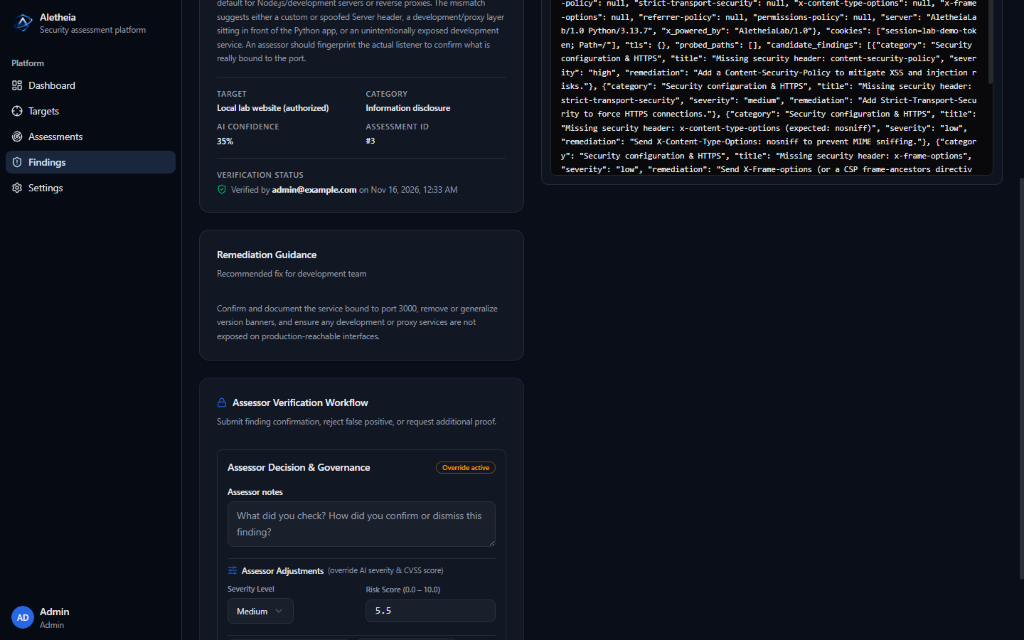 Aletheia
Security assessment platform
Platform
Dashboard
Targets
Assessments
Findings
Settings
AD
Admin
Admin
default for Node.js/development servers or reverse proxies. The mismatch
suggests either a custom or spoofed Server header, a development/proxy layer
sitting in front of the Python app, or an unintentionally exposed development
service. An assessor should fingerprint the actual listener to confirm what is
really bound to the port.
TARGET
Local lab website (authorized)
CATEGORY
Information disclosure
AI CONFIDENCE
35%
ASSESSMENT ID
#3
VERIFICATION STATUS
Verified by admin@example.com on Nov 16, 2026, 12:33 AM
Remediation Guidance
Recommended fix for development team
Confirm and document the service bound to port 3000, remove or generalize
version banners, and ensure any development or proxy services are not
exposed on production-reachable interfaces.
Assessor Verification Workflow
Submit finding confirmation, reject false positive, or request additional proof.
Assessor Decision & Governance
Override active
Assessor notes
What did you check? How did you confirm or dismiss this
finding?
Assessor Adjustments (override AI severity & CVSS score)
Severity Level
Medium
Risk Score (0.0 – 10.0)
5.5
-policy": null, "strict-transport-security": null, "x-content-type-options": null, "x-frame
-options": null, "referrer-policy": null, "permissions-policy": null, "server": "AletheiaLa
b/1.0 Python/3.13.7", "x_powered_by": "AletheiaLab/1.0"}, "cookies": ["session=lab-demo-tok
en; Path=/"], "tls": {}, "probed_paths": [], "candidate_findings": [{"category": "Security
configuration & HTTPS", "title": "Missing security header: content-security-policy", "sever
ity": "high", "remediation": "Add a Content-Security-Policy to mitigate XSS and injection r
isks."}, {"category": "Security configuration & HTTPS", "title": "Missing security header:
strict-transport-security", "severity": "medium", "remediation": "Add Strict-Transport-Secu
rity to force HTTPS connections."}, {"category": "Security configuration & HTTPS", "title":
"Missing security header: x-content-type-options (expected: nosniff)", "severity": "low",
"remediation": "Send X-Content-Type-Options: nosniff to prevent MIME sniffing."}, {"categor
y": "Security configuration & HTTPS", "title": "Missing security header: x-frame-options",
"severity": "low", "remediation": "Send X-Frame-Options (or a CSP frame-ancestors directiv